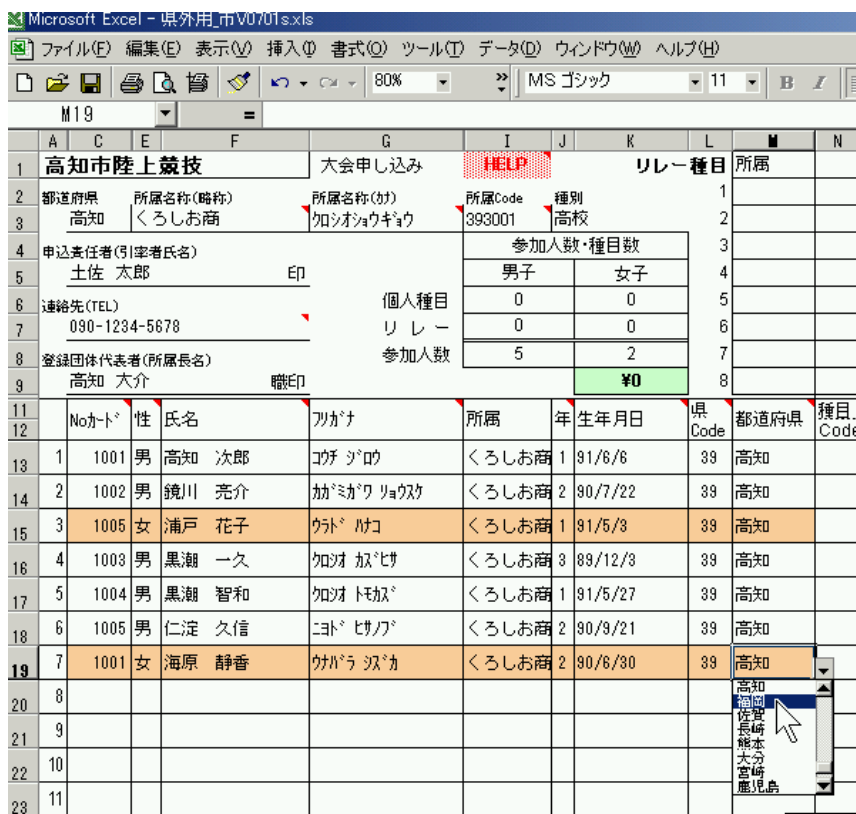 Microsoft Excel - 県外用_市V0701s.xls
ファイル(F) 編集(E) 表示(V) 挿入(I) 書式(O) ツール(T) データ(D) ウィンドウ(W) ヘルプ(H)
80% MS ゴシック 11 B I
M19 =
A C E F G I J K L M N
1 高知市陸上競技 大会申し込み HELP リレー種目 所属
2 都道府県 所属名称(略称) 所属名称(カナ) 所属Code 種別 1
3 高知 くろしお商 クロシオショウギョウ 393001 高校 2
4 申込責任者(引率者氏名) 参加人数・種目数 3
5 土佐 太郎 印 男子 女子 4
6 連絡先(TEL) 個人種目 0 0 5
7 090-1234-5678 リレー 0 0 6
8 登録団体代表者(所属長名) 参加人数 5 2 7
9 高知 大介 職印 ¥0 8
11 Noカード 性 氏名 フリガナ 所属 年 生年月日 県 都道府県 種目
12 Code Code
13 1 1001 男 高知 次郎 コウチ ジロウ くろしお商 1 91/6/6 39 高知
14 2 1002 男 鏡川 亮介 カガミガワ リョウスケ くろしお商 2 90/7/22 39 高知
15 3 1005 女 浦戸 花子 ウラド ハナコ くろしお商 1 91/5/3 39 高知
16 4 1003 男 黒潮 一久 クロシオ カズヒサ くろしお商 3 89/12/3 39 高知
17 5 1004 男 黒潮 智和 クロシオ トモカズ くろしお商 1 91/5/27 39 高知
18 6 1005 男 仁淀 久信 ニヨド ヒサノブ くろしお商 2 90/9/21 39 高知
19 7 1001 女 海原 静香 ウナバラ シズカ くろしお商 2 90/6/30 39 高知
20 8
21 9
22 10
23 11
高知
福岡
佐賀
長崎
熊本
大分
宮崎
鹿児島